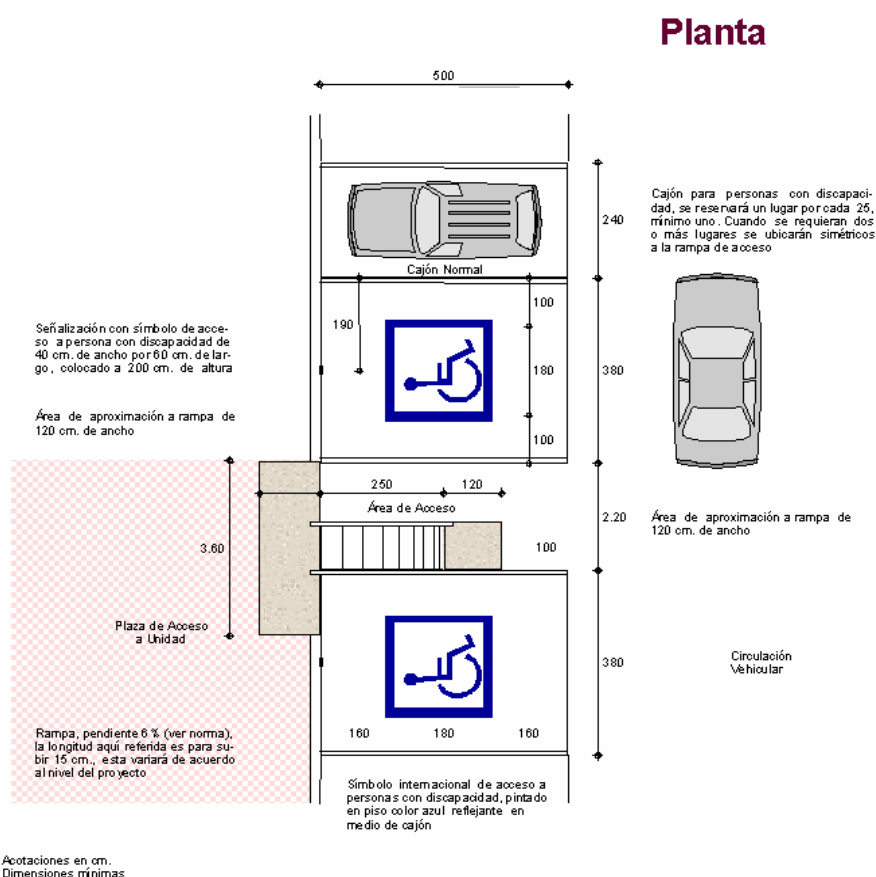 Planta
500
240
Cajón para personas con discapaci-
dad, se reservará un lugar por cada 25,
mínimo uno. Cuando se requieran dos
o más lugares se ubicarán simétricos
a la rampa de acceso
Cajón Normal
100
190
180
380
100
Señalización con símbolo de acce-
so a persona con discapacidad de
40 cm. de ancho por 60 cm. de lar-
go, colocado a 200 cm. de altura
Área de aproximación a rampa de
120 cm. de ancho
250
120
Área de Acceso
2.20
100
Área de aproximación a rampa de
120 cm. de ancho
3.60
Plaza de Acceso
a Unidad
380
Circulación
Vehicular
160
180
160
Rampa, pendiente 6 % (ver norma),
la longitud aquí referida es para su-
bir 15 cm., esta variará de acuerdo
al nivel del proyecto
Símbolo internacional de acceso a
personas con discapacidad, pintado
en piso color azul reflejante en
medio de cajón
Acotaciones en cm.
Dimensiones mínimas